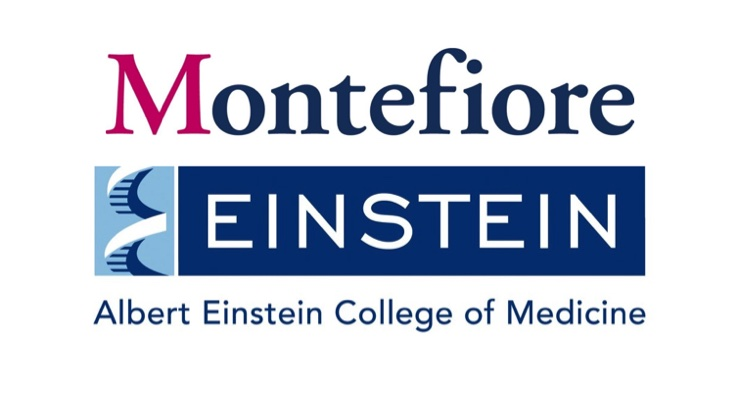 Montefiore
EINSTEIN
Albert Einstein College of Medicine